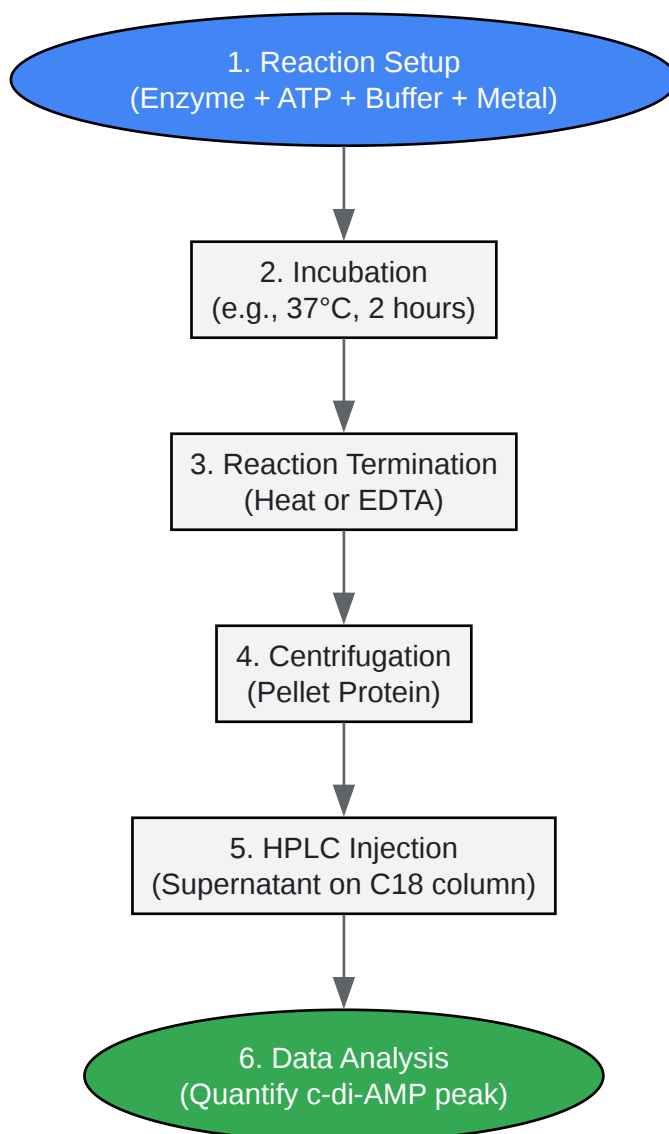 1. Reaction Setup
(Enzyme + ATP + Buffer + Metal)
2. Incubation
(e.g., 37°C, 2 hours)
3. Reaction Termination
(Heat or EDTA)
4. Centrifugation
(Pellet Protein)
5. HPLC Injection
(Supernatant on C18 column)
6. Data Analysis
(Quantify c-di-AMP peak)